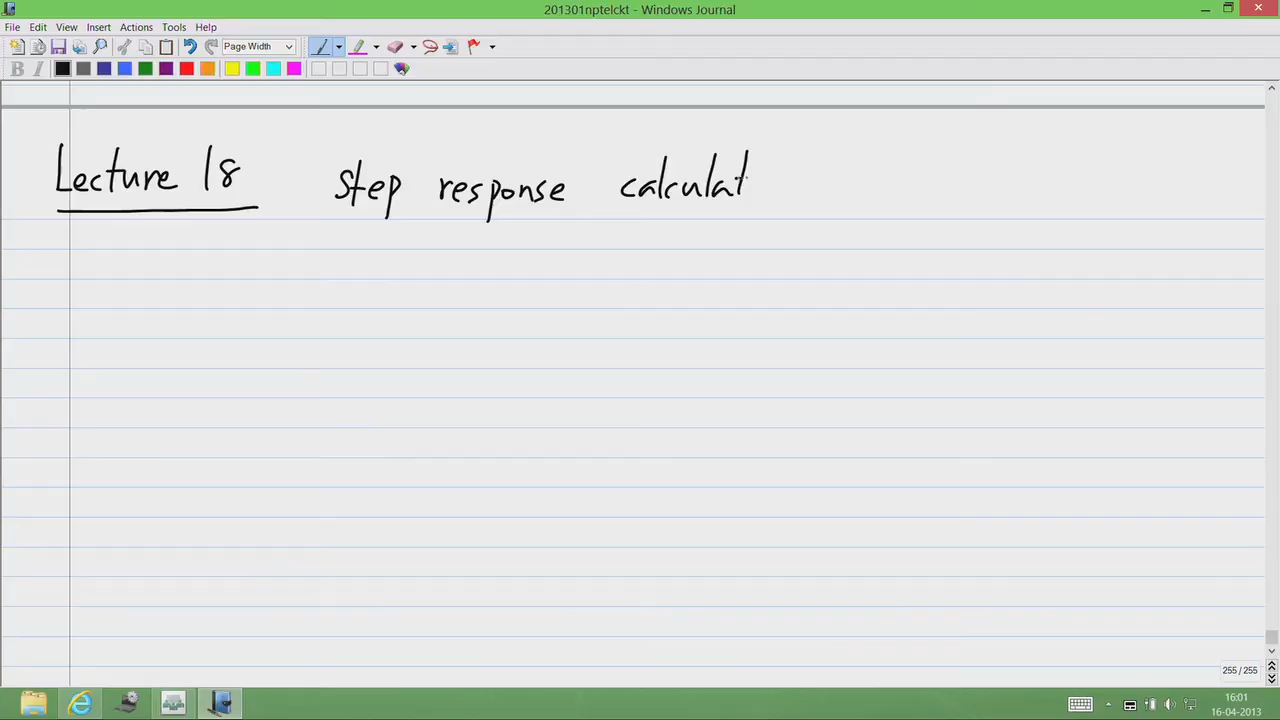 201301nptelckt - Windows Journal
File Edit View Insert Actions Tools Help
Page Width
B I
Lecture 18 Step response calculat
255 / 255
16:01
16-04-2013